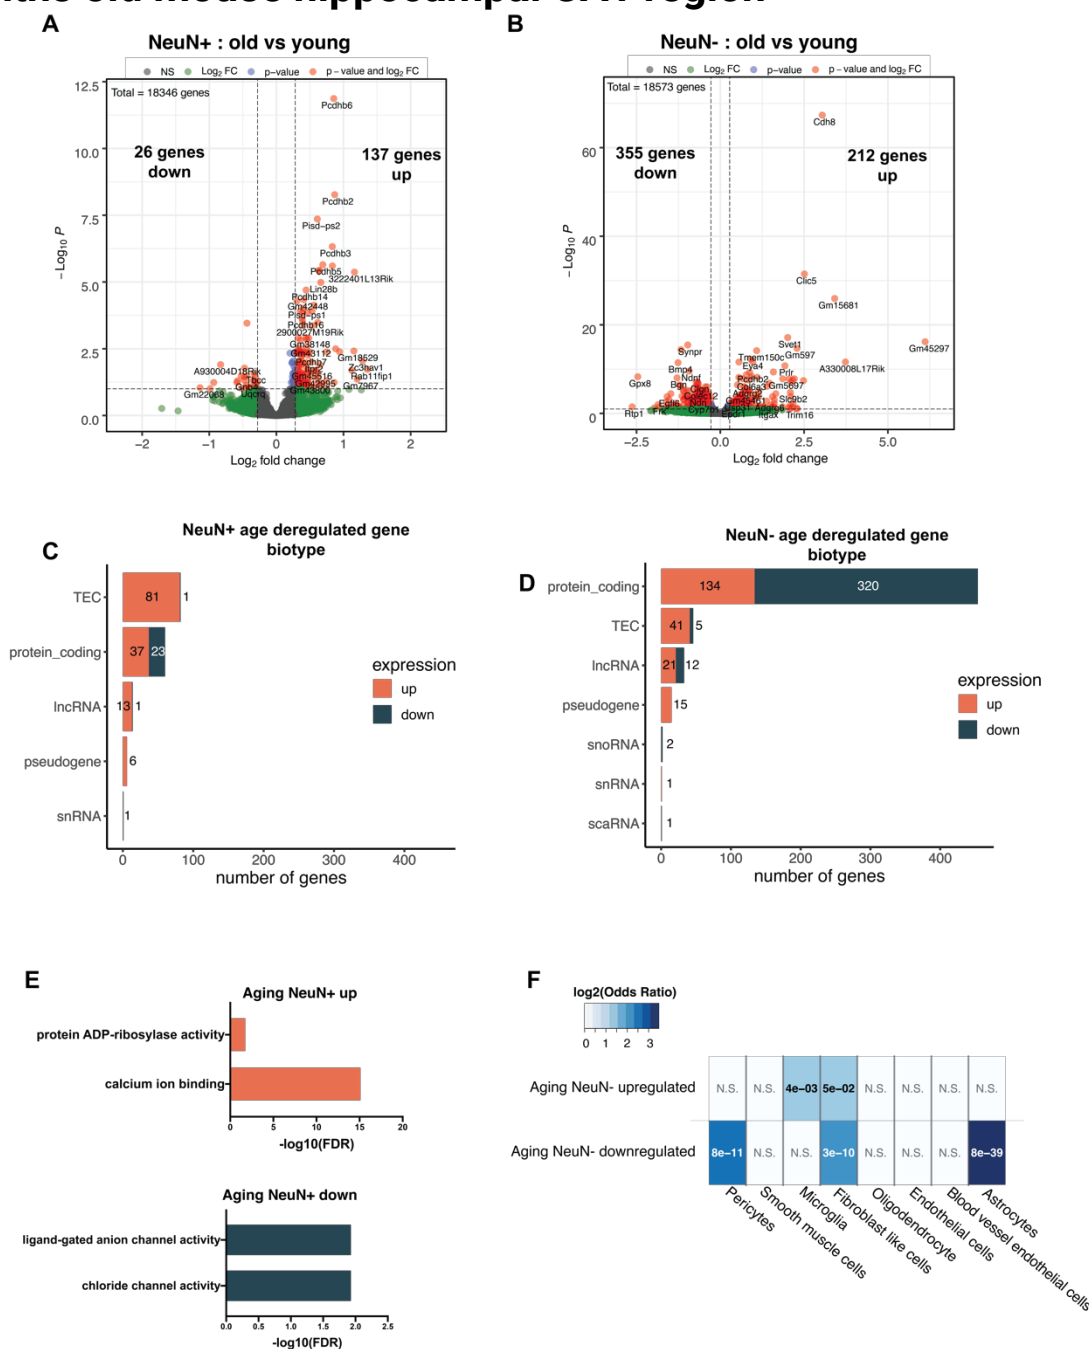 A
NeuN+ : old vs young
NS Log2 FC p-value p-value and log2 FC
Total = 18346 genes
26 genes
down
137 genes
up
Pcdhb6
Pcdhb2
Pisd-ps2
Pcdhb3
Pcdhb5
3222401L13Rik
Lin28b
Pcdhb14
Gm42448
Pisd-ps1
Pcdhb16
2900027M19Rik
Gm38148
Gm43112
Gm18529
Pcdhb7
Zc3hav1
A930004D18Rik
Gm45516
Rab11fip1
Gm42995
Gm7967
Gm22068
Uqcrq
Gm43800
12.5
10.0
7.5
5.0
2.5
0.0
-Log10 P
-2 -1 0 1 2
Log2 fold change
B
NeuN- : old vs young
NS Log2 FC p-value p-value and log2 FC
Total = 18573 genes
355 genes
down
212 genes
up
Cdh8
Clic5
Gm15681
Svet1
Gm45297
Synpr
Tmem150c
Gm597
Eya4
A330008L17Rik
Bmp4
Prlr
Ndnf
Pcdhb2
Gpx8
Bgn
Col6a3
Gm5697
Slc9b2
Rtp1
Trim16
60
40
20
0
-Log10 P
-2.5 0.0 2.5 5.0
Log2 fold change
C
NeuN+ age deregulated gene
biotype
TEC 81 1
protein_coding 37 23
lncRNA 13 1
pseudogene 6
snRNA 1
0 100 200 300 400
number of genes
expression
up
down
D
NeuN- age deregulated gene
biotype
protein_coding 134 320
TEC 41 5
lncRNA 21 12
pseudogene 15
snoRNA 2
snRNA 1
scaRNA 1
0 100 200 300 400
number of genes
expression
up
down
E
Aging NeuN+ up
protein ADP-ribosylase activity
calcium ion binding
0 5 10 15 20
-log10(FDR)
Aging NeuN+ down
ligand-gated anion channel activity
chloride channel activity
0.0 0.5 1.0 1.5 2.0 2.5
-log10(FDR)
F
log2(Odds Ratio)
0 1 2 3
Aging NeuN- upregulated N.S. N.S. 4e-03 5e-02 N.S. N.S. N.S. N.S.
Aging NeuN- downregulated 8e-11 N.S. N.S. 3e-10 N.S. N.S. N.S. 8e-39
Pericytes
Smooth muscle cells
Microglia
Fibroblast like cells
Oligodendrocyte
Endothelial cells
Blood vessel endothelial cells
Astrocytes